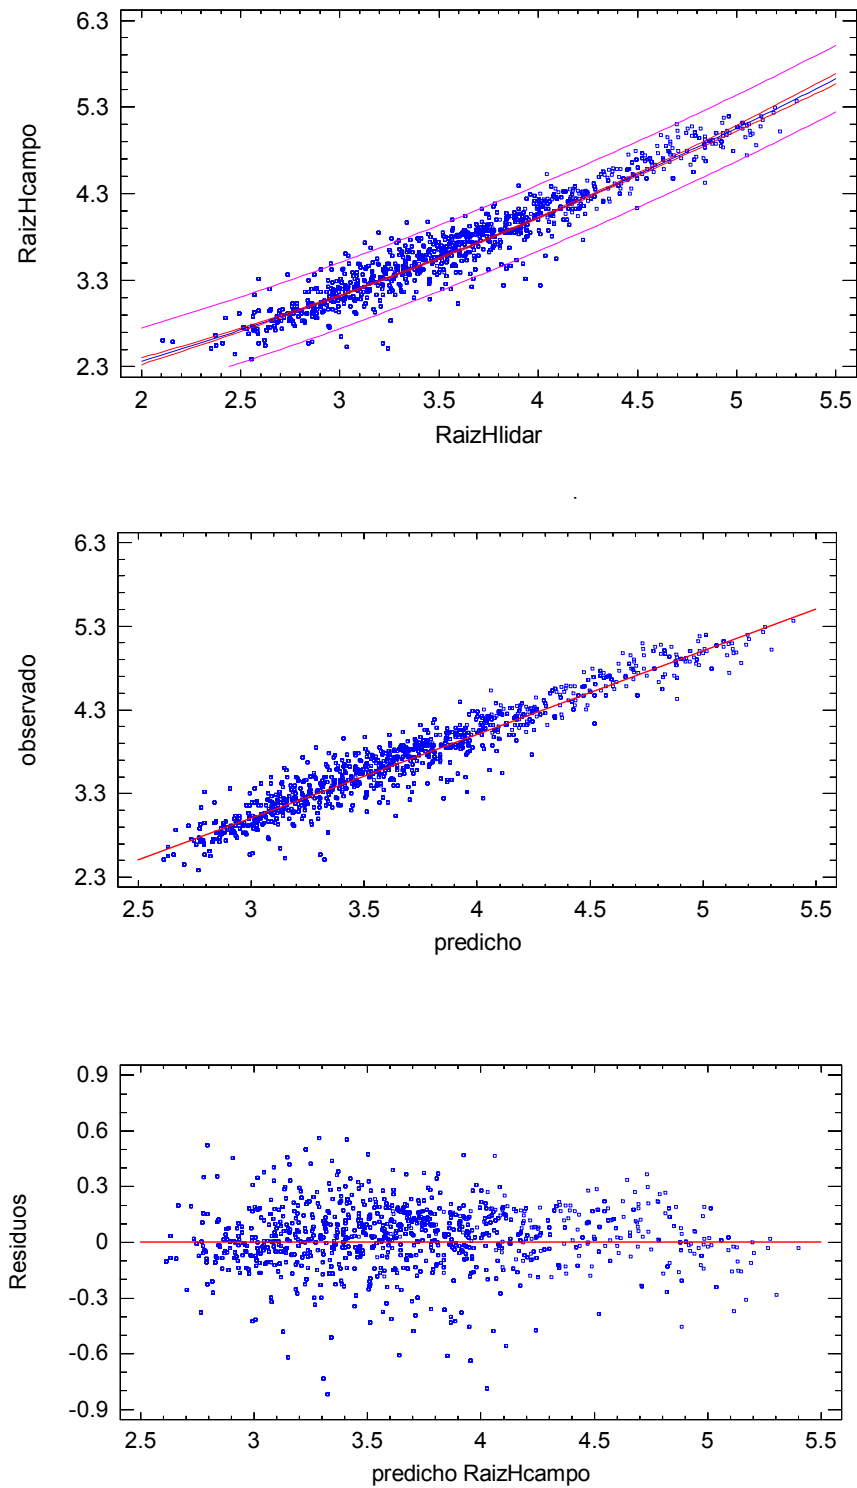 6.3
5.3
4.3
3.3
2.3
RaizHcampo
2 2.5 3 3.5 4 4.5 5 5.5
RaizHlidar
6.3
5.3
4.3
3.3
2.3
observado
2.5 3 3.5 4 4.5 5 5.5
predicho
0.9
0.6
0.3
0
-0.3
-0.6
-0.9
Residuos
2.5 3 3.5 4 4.5 5 5.5
predicho RaizHcampo